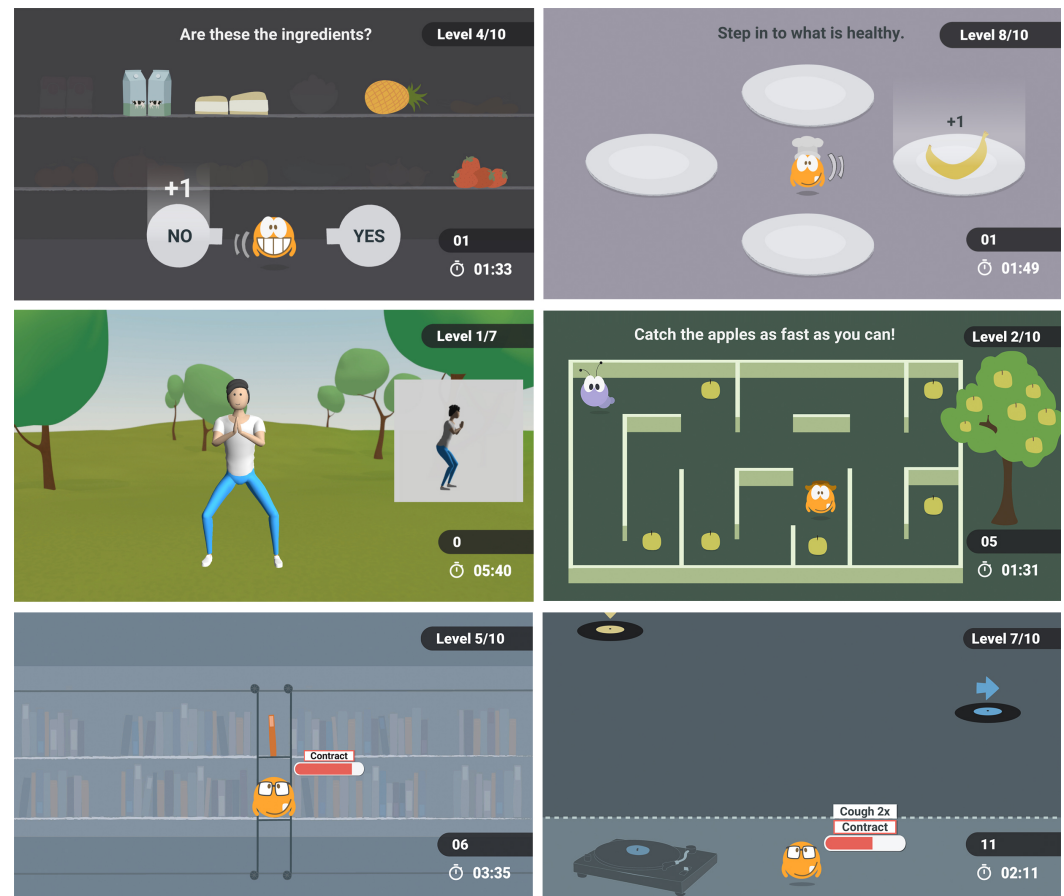 Are these the ingredients?
Level 4/10
+1
NO
YES
01
01:33
Step in to what is healthy.
Level 8/10
+1
01
01:49
Level 1/7
0
05:40
Catch the apples as fast as you can!
Level 2/10
05
01:31
Level 5/10
Contract
06
03:35
Level 7/10
Cough 2x
Contract
11
02:11